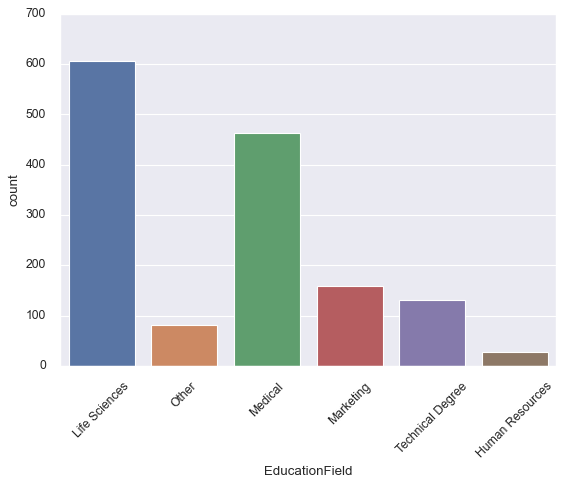 700
600
500
400
300
200
100
0
count
Life Sciences
Other
Medical
Marketing
Technical Degree
Human Resources
EducationField